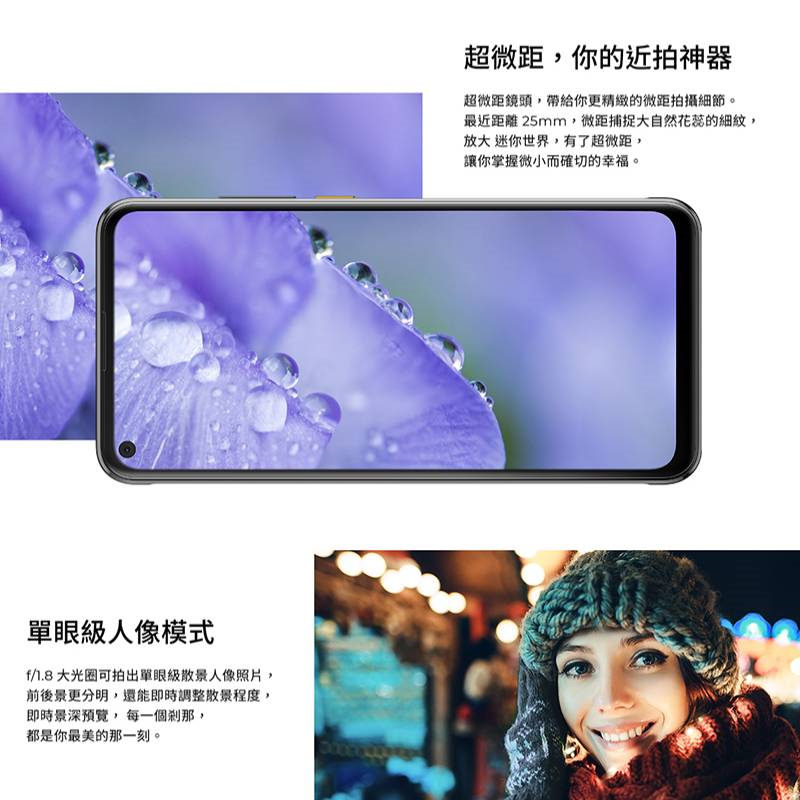 超微距，你的近拍神器
超微距鏡頭，帶給你更精緻的微距拍攝細節。
最近距離 25mm，微距捕捉大自然花蕊的細紋，
放大 迷你世界，有了超微距，
讓你掌握微小而確切的幸福。
單眼級人像模式
f/1.8 大光圈可拍出單眼級散景人像照片，
前後景更分明，還能即時調整散景程度，
即時景深預覽， 每一個剎那，
都是你最美的那一刻。